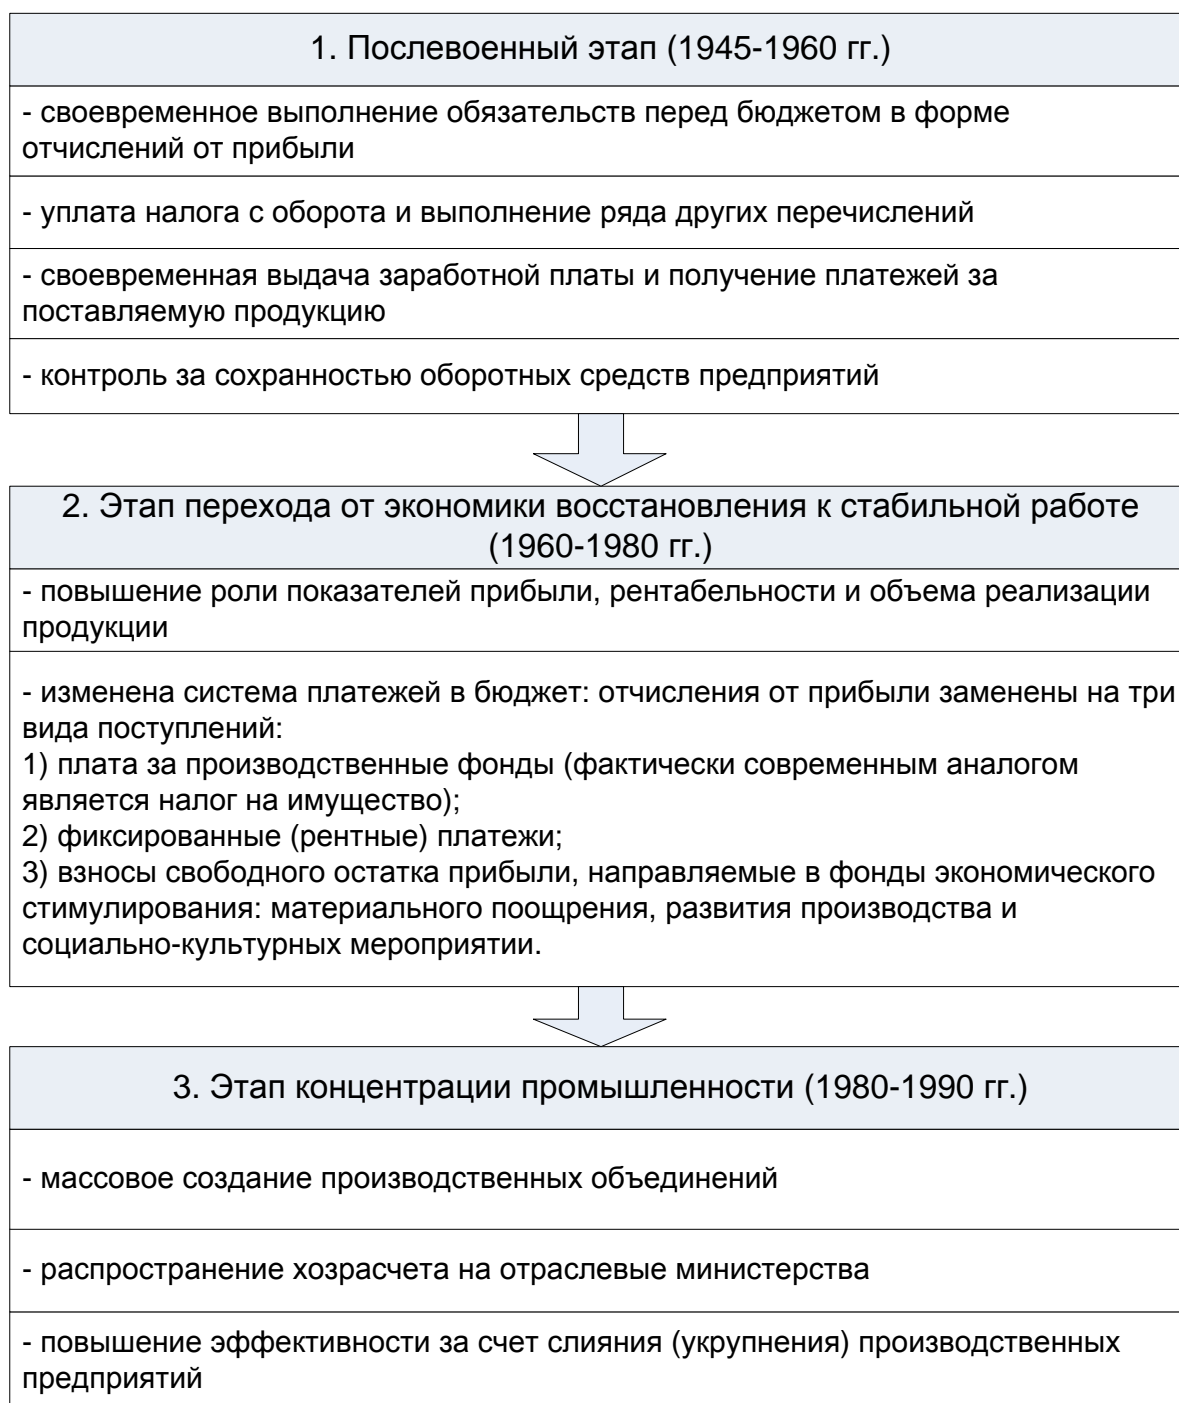 1. Послевоенный этап (1945-1960 гг.)
- своевременное выполнение обязательств перед бюджетом в форме
отчислений от прибыли
- уплата налога с оборота и выполнение ряда других перечислений
- своевременная выдача заработной платы и получение платежей за
поставляемую продукцию
- контроль за сохранностью оборотных средств предприятий
2. Этап перехода от экономики восстановления к стабильной работе
(1960-1980 гг.)
- повышение роли показателей прибыли, рентабельности и объема реализации
продукции
- изменена система платежей в бюджет: отчисления от прибыли заменены на три
вида поступлений:
1) плата за производственные фонды (фактически современным аналогом
является налог на имущество);
2) фиксированные (рентные) платежи;
3) взносы свободного остатка прибыли, направляемые в фонды экономического
стимулирования: материального поощрения, развития производства и
социально-культурных мероприятии.
3. Этап концентрации промышленности (1980-1990 гг.)
- массовое создание производственных объединений
- распространение хозрасчета на отраслевые министерства
- повышение эффективности за счет слияния (укрупнения) производственных
предприятий